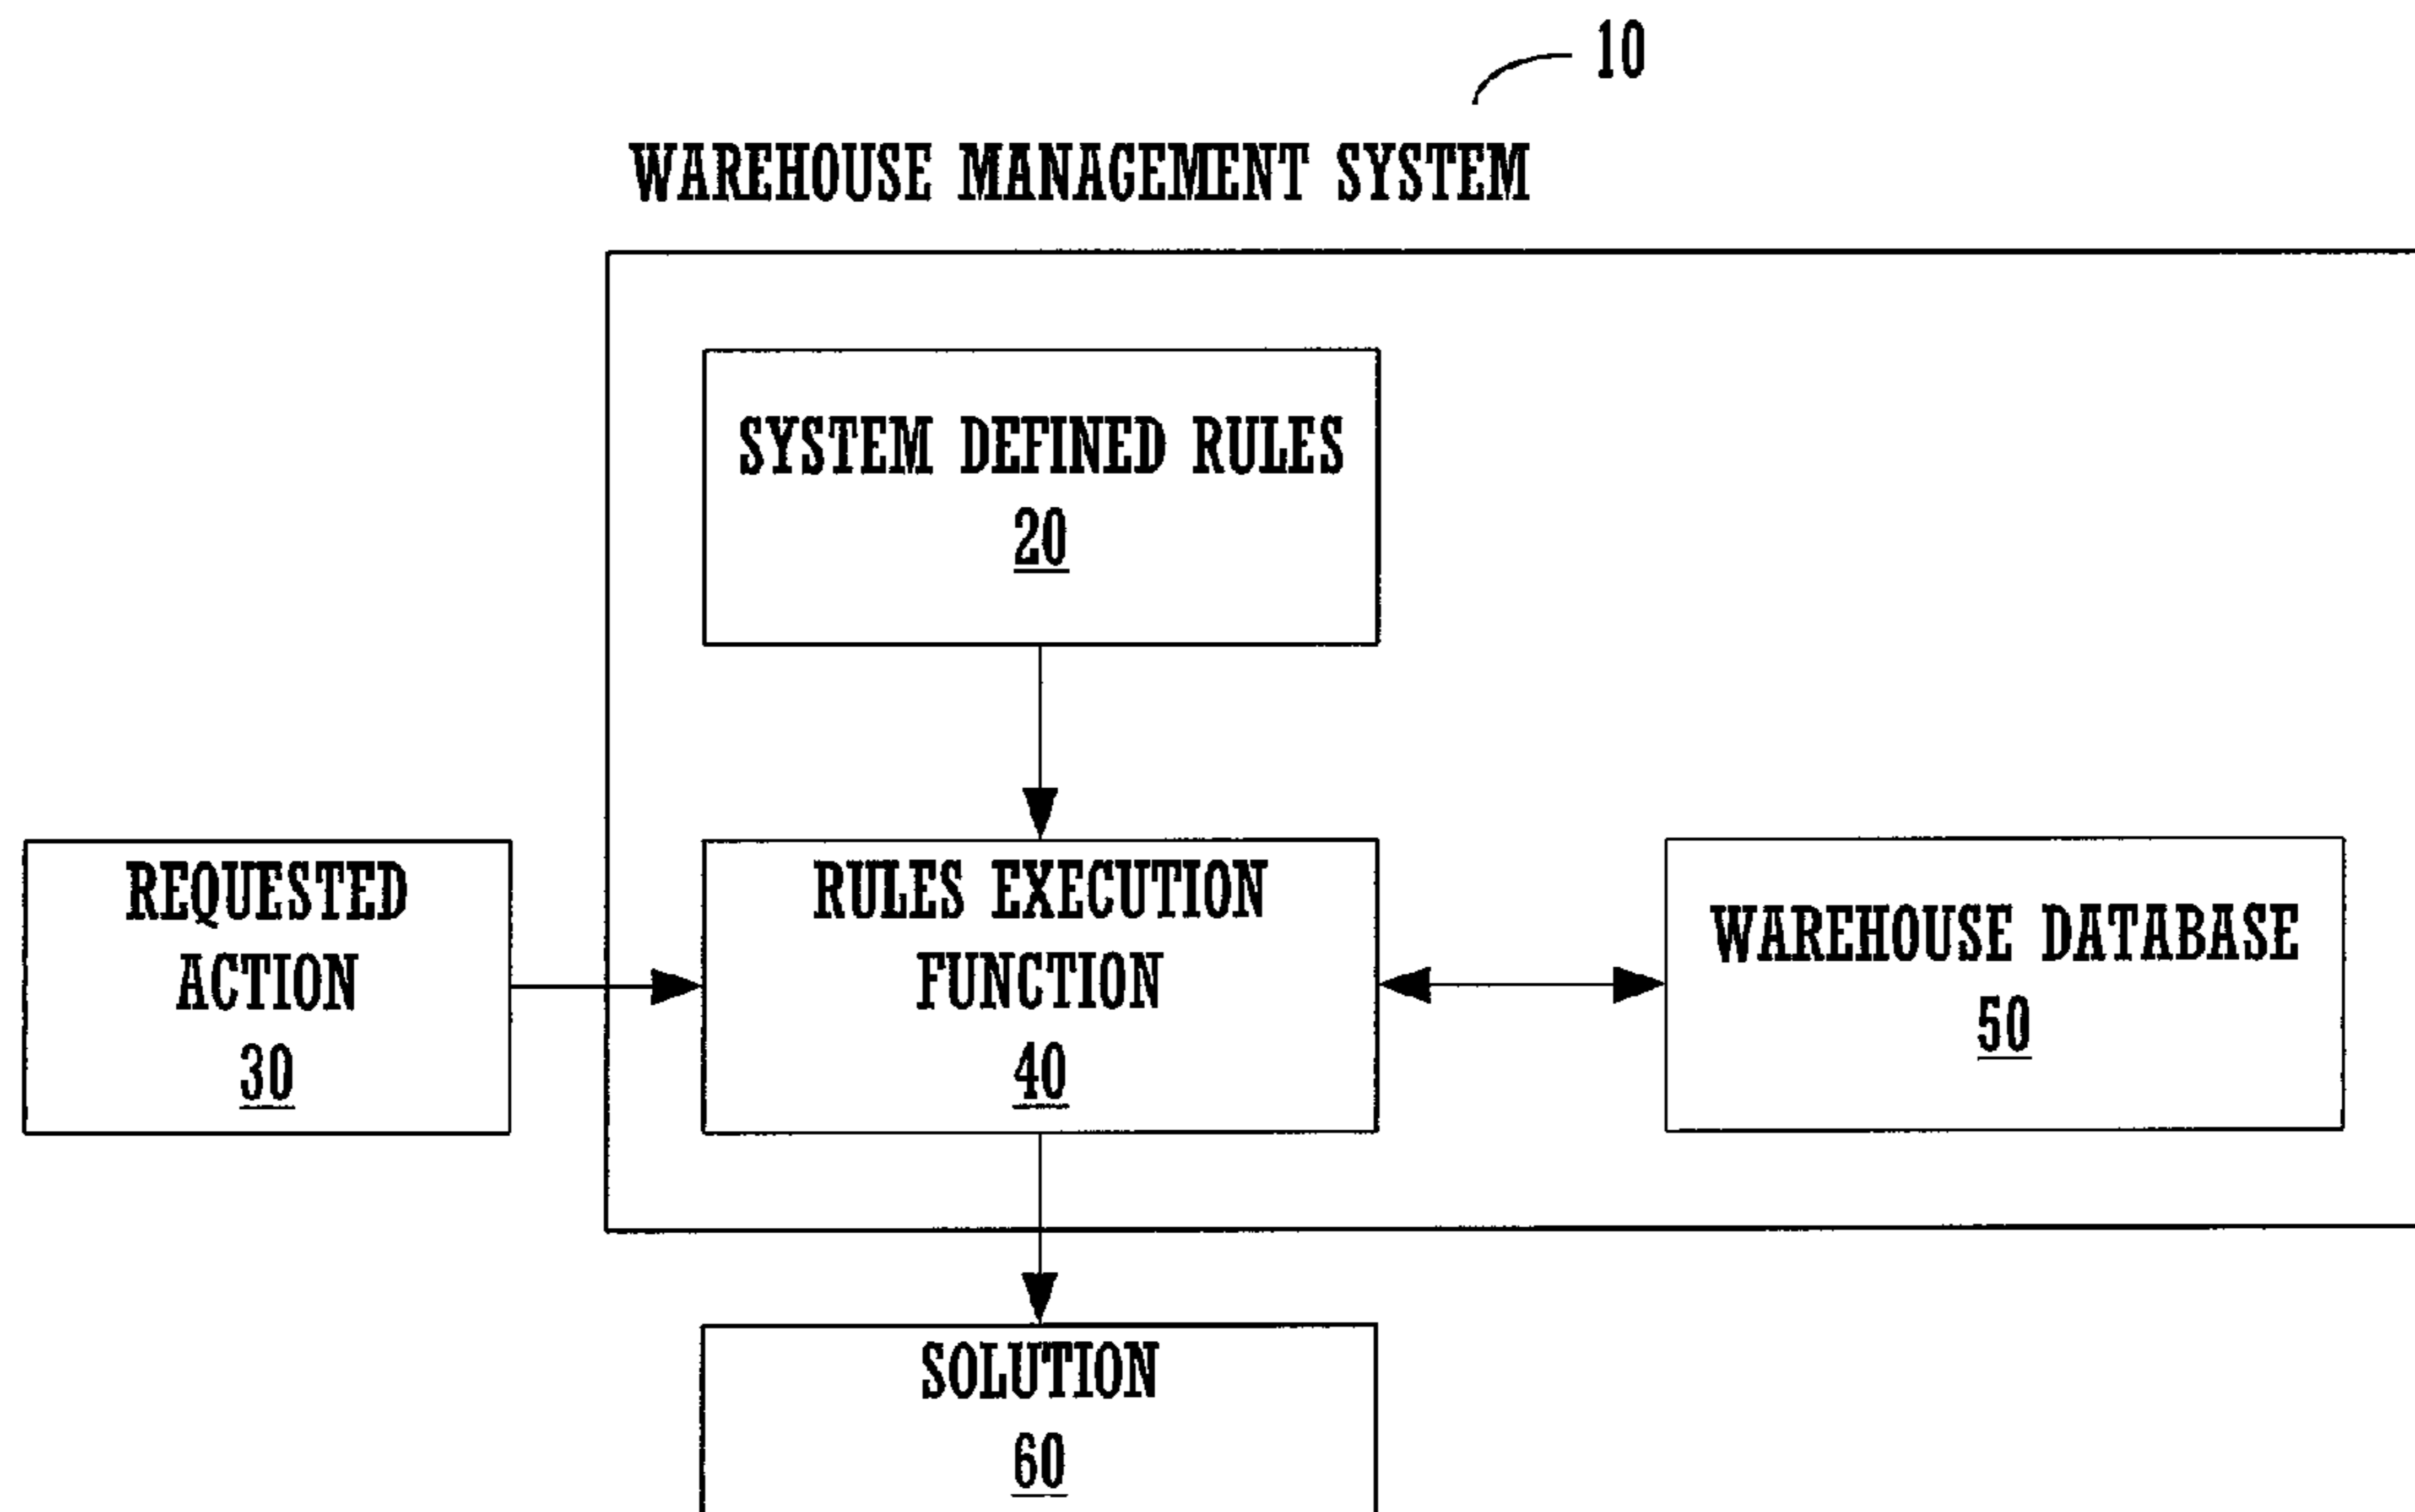 10
WAREHOUSE MANAGEMENT SYSTEM
SYSTEM DEFINED RULES
20
REQUESTED
ACTION
30
RULES EXECUTION
FUNCTION
40
WAREHOUSE DATABASE
50
SOLUTION
60